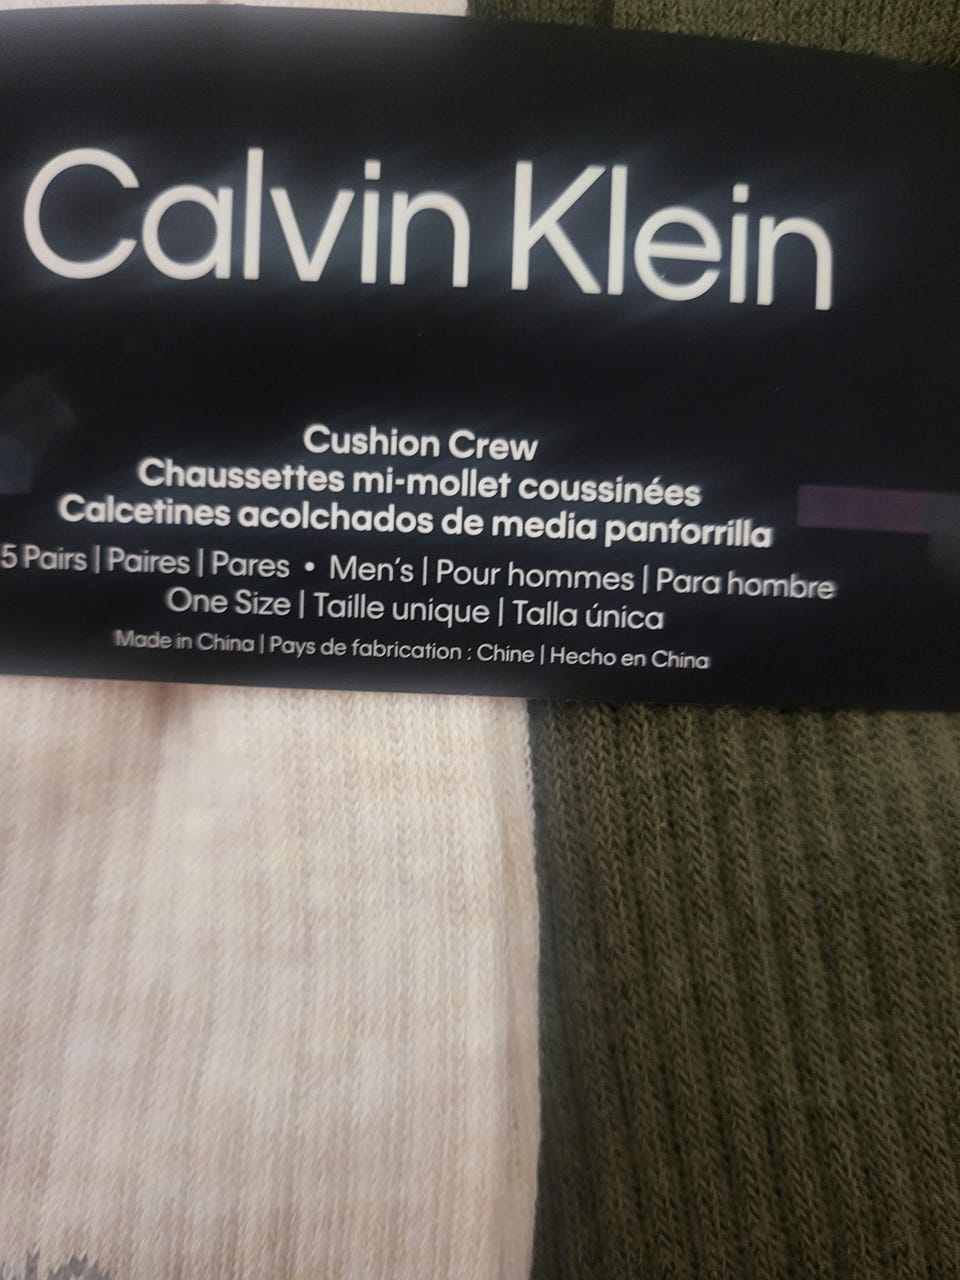 Calvin Klein
Cushion Crew
Chaussettes mi-mollet coussinées
Calcetines acolchados de media pantorrilla
5 Pairs | Paires | Pares • Men's | Pour hommes | Para hombre
One Size | Taille unique | Talla única
Made in China | Pays de fabrication : Chine | Hecho en China